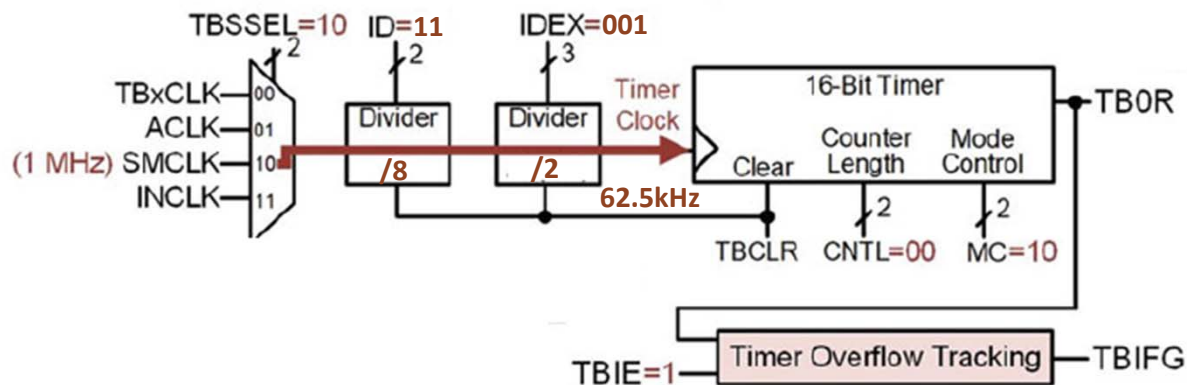 TBSSEL=10
ID=11
IDEX=001
2
2
3
TBxCLK
00
ACLK
01
(1 MHz) SMCLK
10
INCLK
11
Divider
/8
Divider
/2
Timer
Clock
62.5kHz
16-Bit Timer
Clear
Counter
Length
Mode
Control
TB0R
2
2
TBCLR
CNTL=00
MC=10
TBIE=1
Timer Overflow Tracking
TBIFG